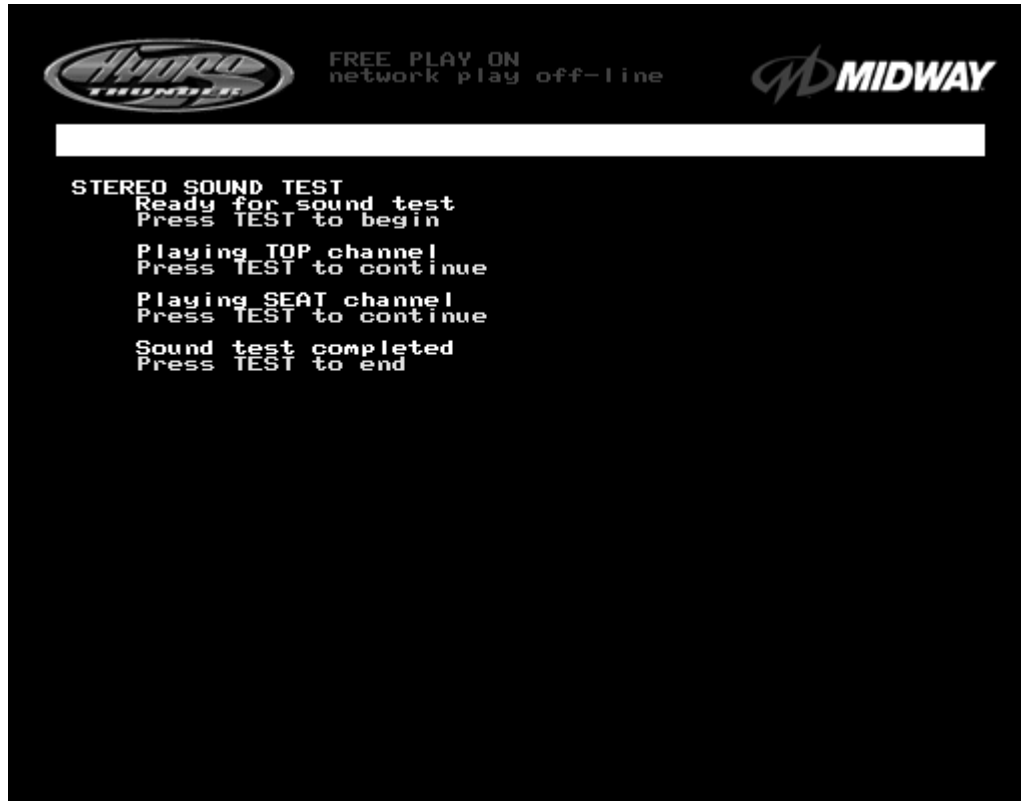 HYDRO
THUNDER
FREE PLAY ON
network play off-line
MIDWAY
STEREO SOUND TEST
Ready for sound test
Press TEST to begin
Playing TOP channel
Press TEST to continue
Playing SEAT channel
Press TEST to continue
Sound test completed
Press TEST to end